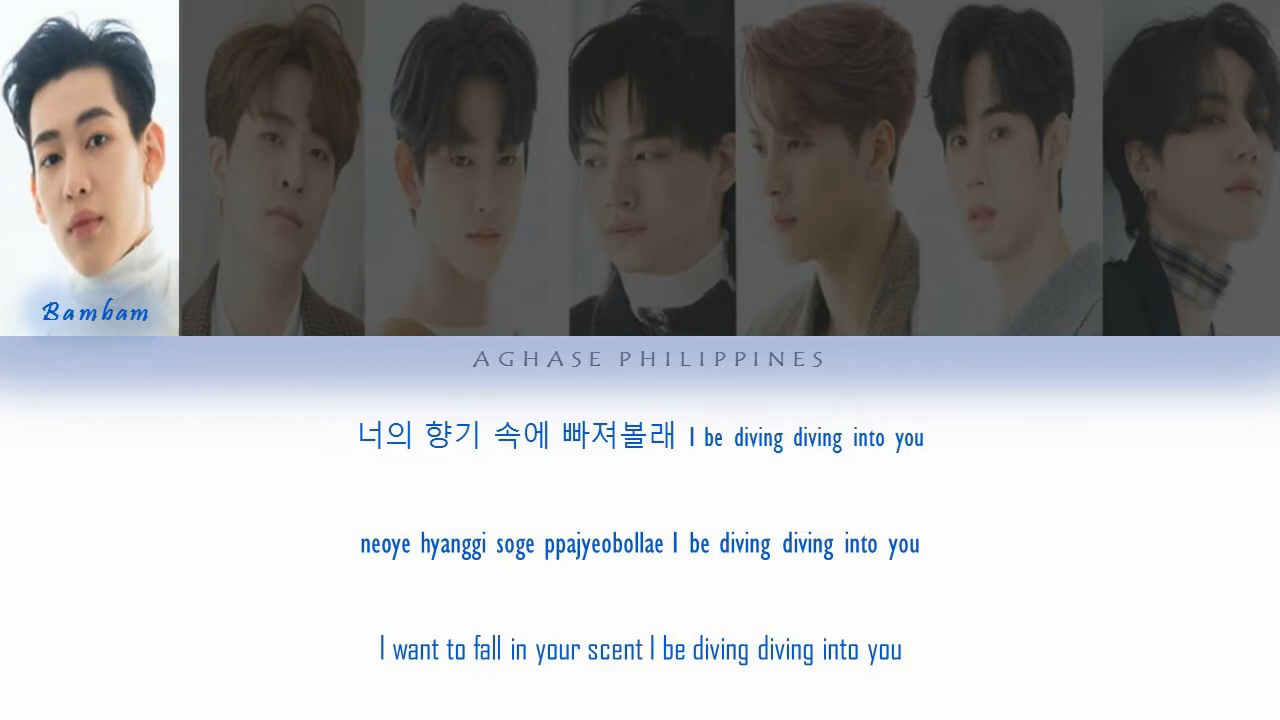 Bambam
AGHASE PHILIPPINES
너의 향기 속에 빠져볼래 I be diving diving into you
neoye hyanggi soge ppajyeobollae I be diving diving into you
I want to fall in your scent I be diving diving into you